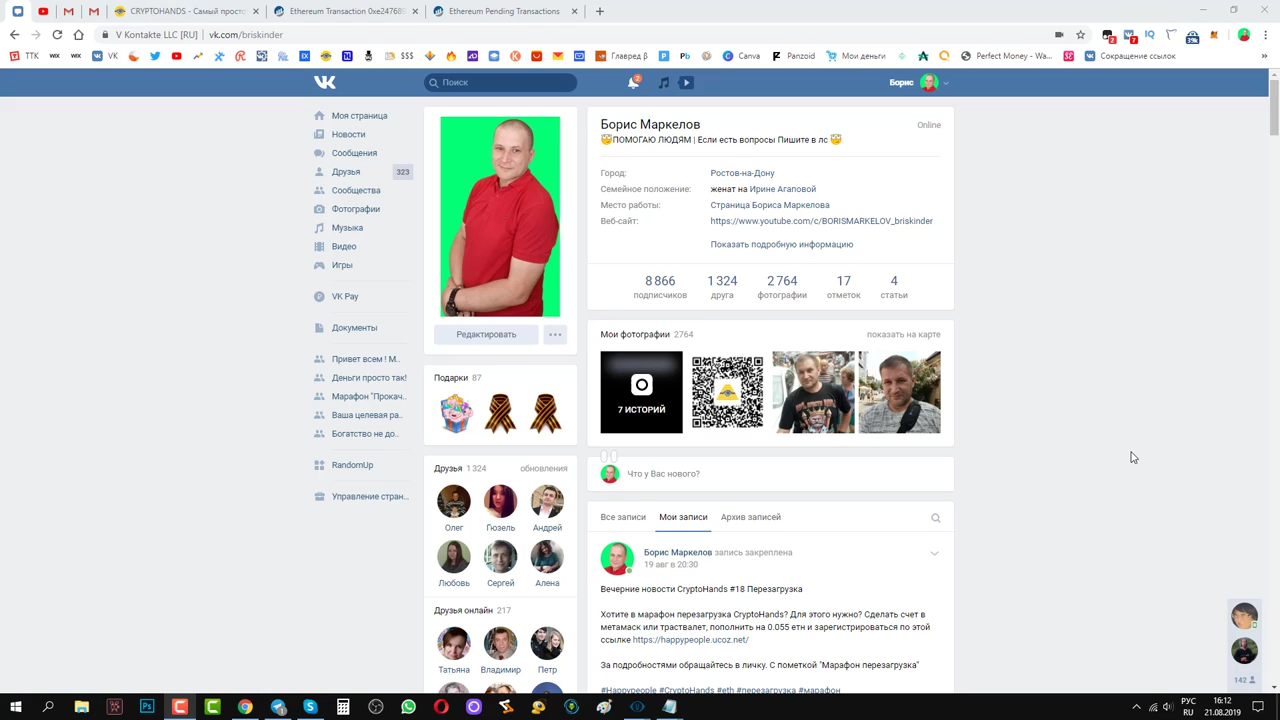 CRYPTOHANDS - Самый просто
Ethereum Transaction 0xe247689
Ethereum Pending Transactions
V Kontakte LLC [RU] | vk.com/briskinder
ТТК
VK
$$$
Главред β
Canva
Panzoid
Мои деньги
Perfect Money - Wa...
Сокращение ссылок
Поиск
2
Борис
Моя страница
Новости
Сообщения
Друзья 323
Сообщества
Фотографии
Музыка
Видео
Игры
VK Pay
Документы
Привет всем ! М..
Деньги просто так!
Марафон "Прокач..
Ваша целевая ра..
Богатство не до..
RandomUp
Управление стран...
Редактировать
Подарки 87
Друзья 1 324 обновления
Олег Гюзель Андрей
Любовь Сергей Алена
Друзья онлайн 217
Татьяна Владимир Петр
Борис Маркелов Online
ПОМОГАЮ ЛЮДЯМ | Если есть вопросы Пишите в лс
Город: Ростов-на-Дону
Семейное положение: женат на Ирине Агаповой
Место работы: Страница Бориса Маркелова
Веб-сайт: https://www.youtube.com/c/BORISMARKELOV_briskinder
Показать подробную информацию
8 866 1 324 2 764 17 4
подписчиков друга фотографии отметок статьи
Мои фотографии 2764 показать на карте
7 ИСТОРИЙ
Что у Вас нового?
Все записи Мои записи Архив записей
Борис Маркелов запись закреплена
19 авг в 20:30
Вечерние новости CryptoHands #18 Перезагрузка
Хотите в марафон перезагрузка CryptoHands? Для этого нужно? Сделать счет в
метамаск или траствалет, пополнить на 0.055 етн и зарегистрироваться по этой
ссылке https://happypeople.ucoz.net/
За подробностями обращайтесь в личку. С пометкой "Марафон перезагрузка"
#Happypeople #CryptoHands #eth #перезагрузка #марафон
142
РУС
RU
16:12
21.08.2019